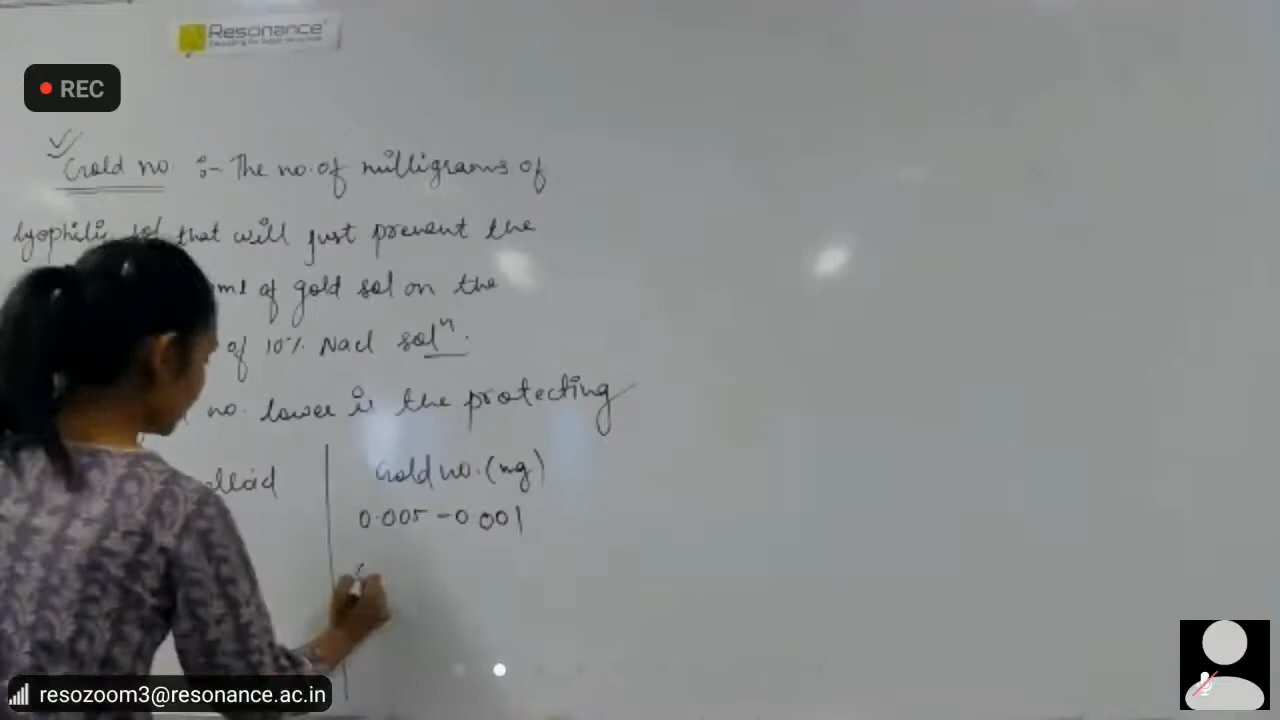 Resonance
REC
Gold no. :- The no. of milligrams of
lyophilic sol that will just prevent the
of gold sol on the
of 10% Nacl solⁿ.
no. lower is the protecting
Gold no. (mg)
0.005 - 0.001
resozoom3@resonance.ac.in